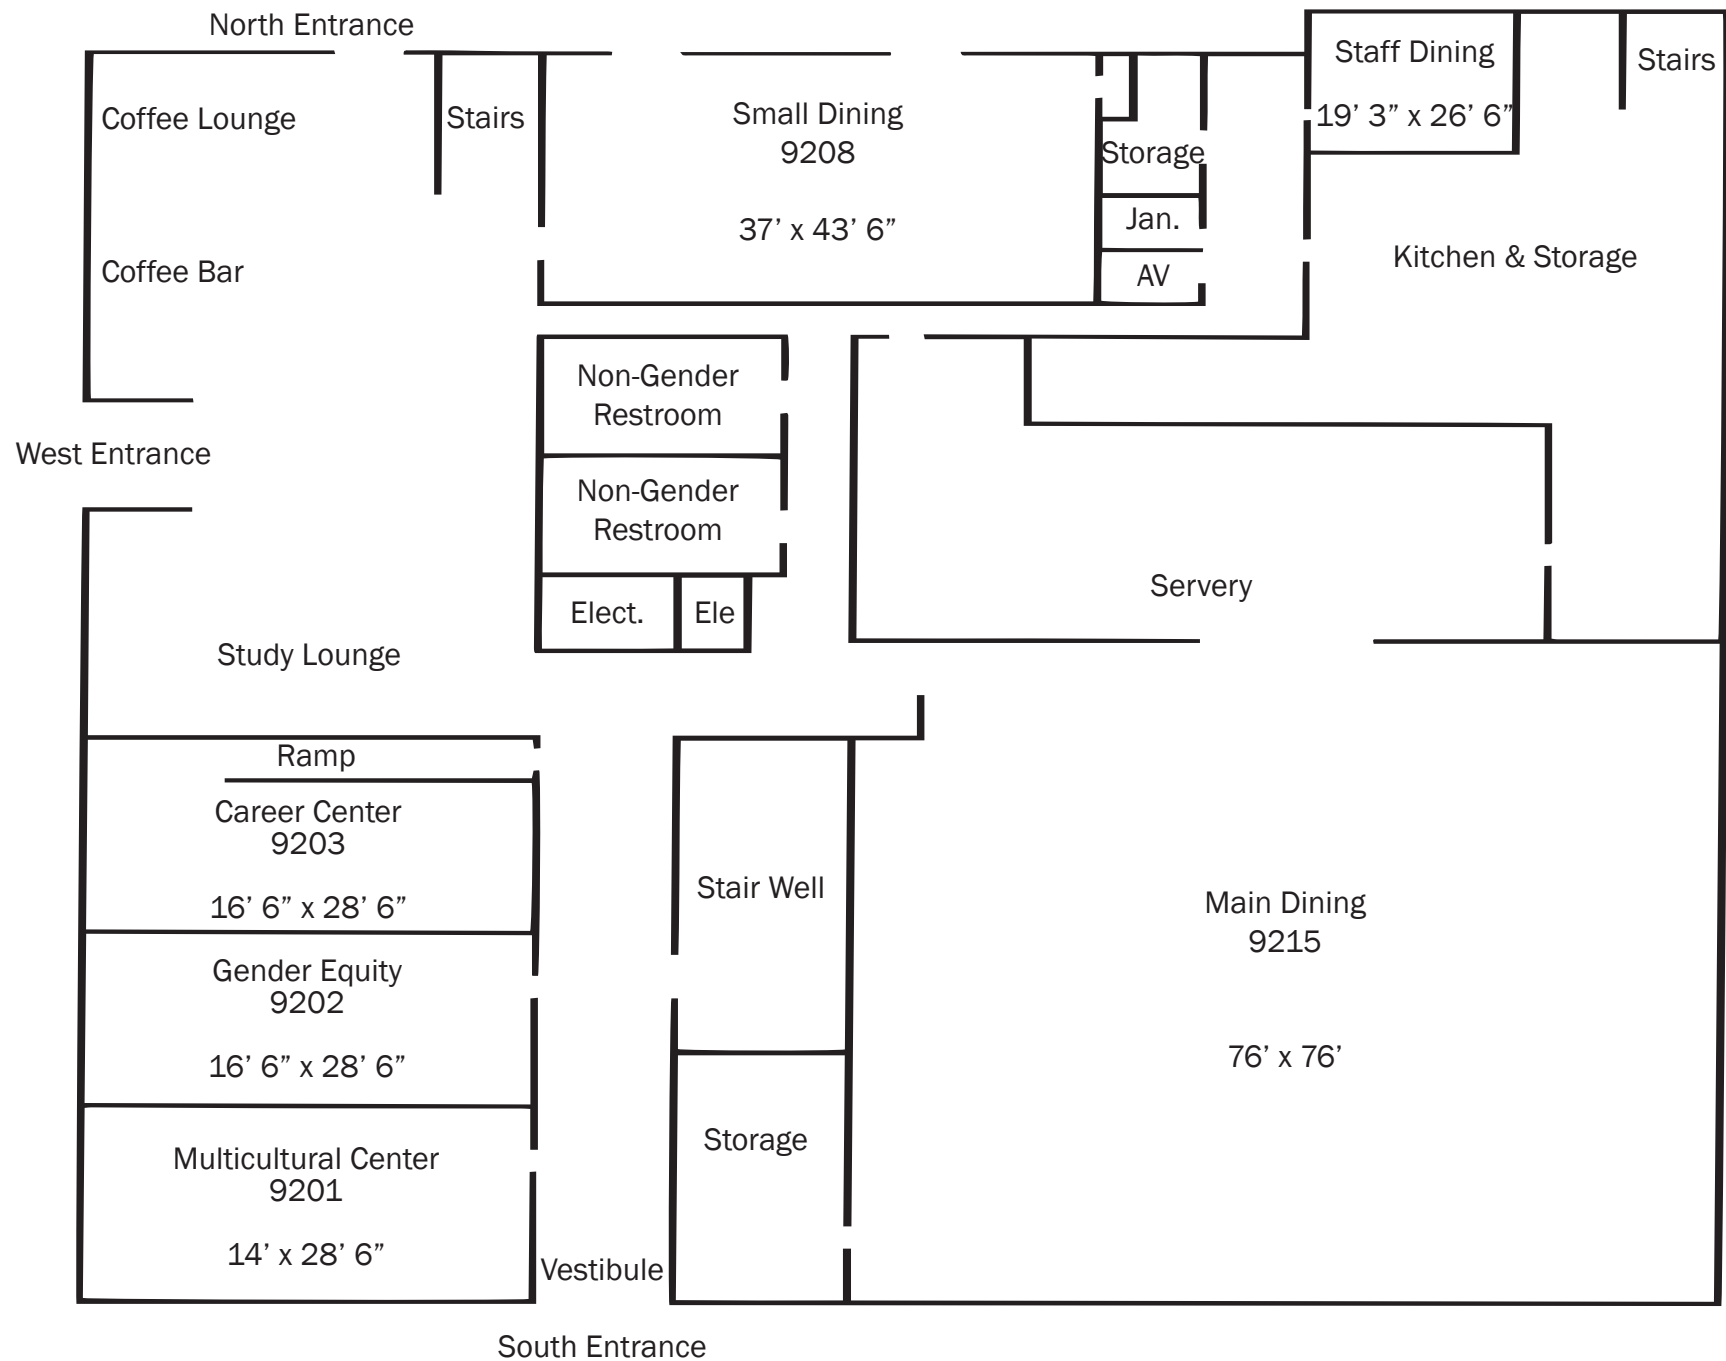 North Entrance
Coffee Lounge
Stairs
Small Dining
9208
37’ x 43’ 6”
Storage
Jan.
AV
Staff Dining
19’ 3” x 26’ 6”
Stairs
Kitchen & Storage
Coffee Bar
West Entrance
Non-Gender
Restroom
Non-Gender
Restroom
Elect.
Ele
Servery
Study Lounge
Ramp
Career Center
9203
16’ 6” x 28’ 6”
Gender Equity
9202
16’ 6” x 28’ 6”
Multicultural Center
9201
14’ x 28’ 6”
Stair Well
Storage
Vestibule
Main Dining
9215
76’ x 76’
South Entrance